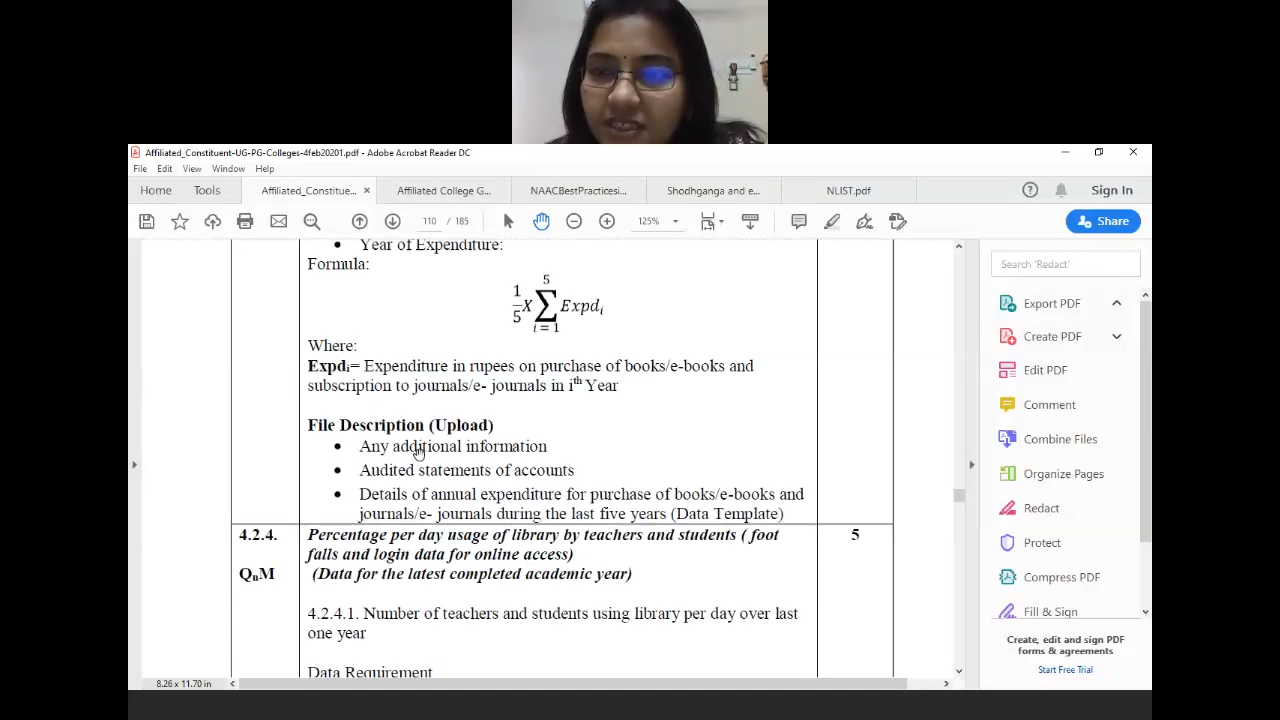 Affiliated_Constituent-UG-PG-Colleges-4feb20201.pdf - Adobe Acrobat Reader DC
File Edit View Window Help
Home Tools Affiliated_Constitue... × Affiliated College G... NAACBestPracticesi... Shodhganga and e... NLIST.pdf ? Sign In
110 / 185 125% Share
• Year of Expenditure:
Formula:
5
1/5 X ∑ Expdᵢ
i = 1
Where:
Expdᵢ= Expenditure in rupees on purchase of books/e-books and
subscription to journals/e- journals in iᵗʰ Year
File Description (Upload)
• Any additional information
• Audited statements of accounts
• Details of annual expenditure for purchase of books/e-books and
journals/e- journals during the last five years (Data Template)
4.2.4. Percentage per day usage of library by teachers and students ( foot 5
falls and login data for online access)
QₙM (Data for the latest completed academic year)
4.2.4.1. Number of teachers and students using library per day over last
one year
Data Requirement
8.26 x 11.70 in
Search 'Redact'
Export PDF
Create PDF
Edit PDF
Comment
Combine Files
Organize Pages
Redact
Protect
Compress PDF
Fill & Sign
Create, edit and sign PDF
forms & agreements
Start Free Trial